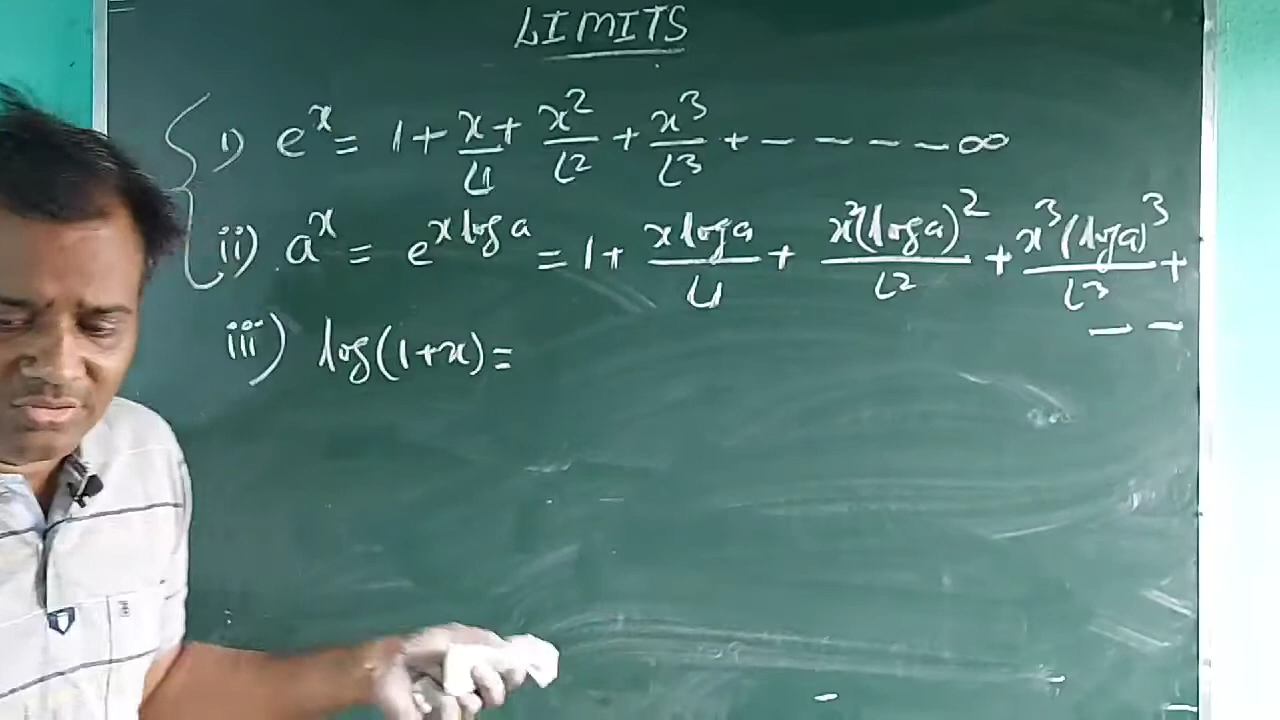 LIMITS
i) eˣ = 1 + x/⌊1 + x²/⌊2 + x³/⌊3 + - - - - ∞
ii) aˣ = e^(x log a) = 1 + x log a/⌊1 + x²(log a)²/⌊2 + x³(log a)³/⌊3 + - -
iii) log(1+x) =